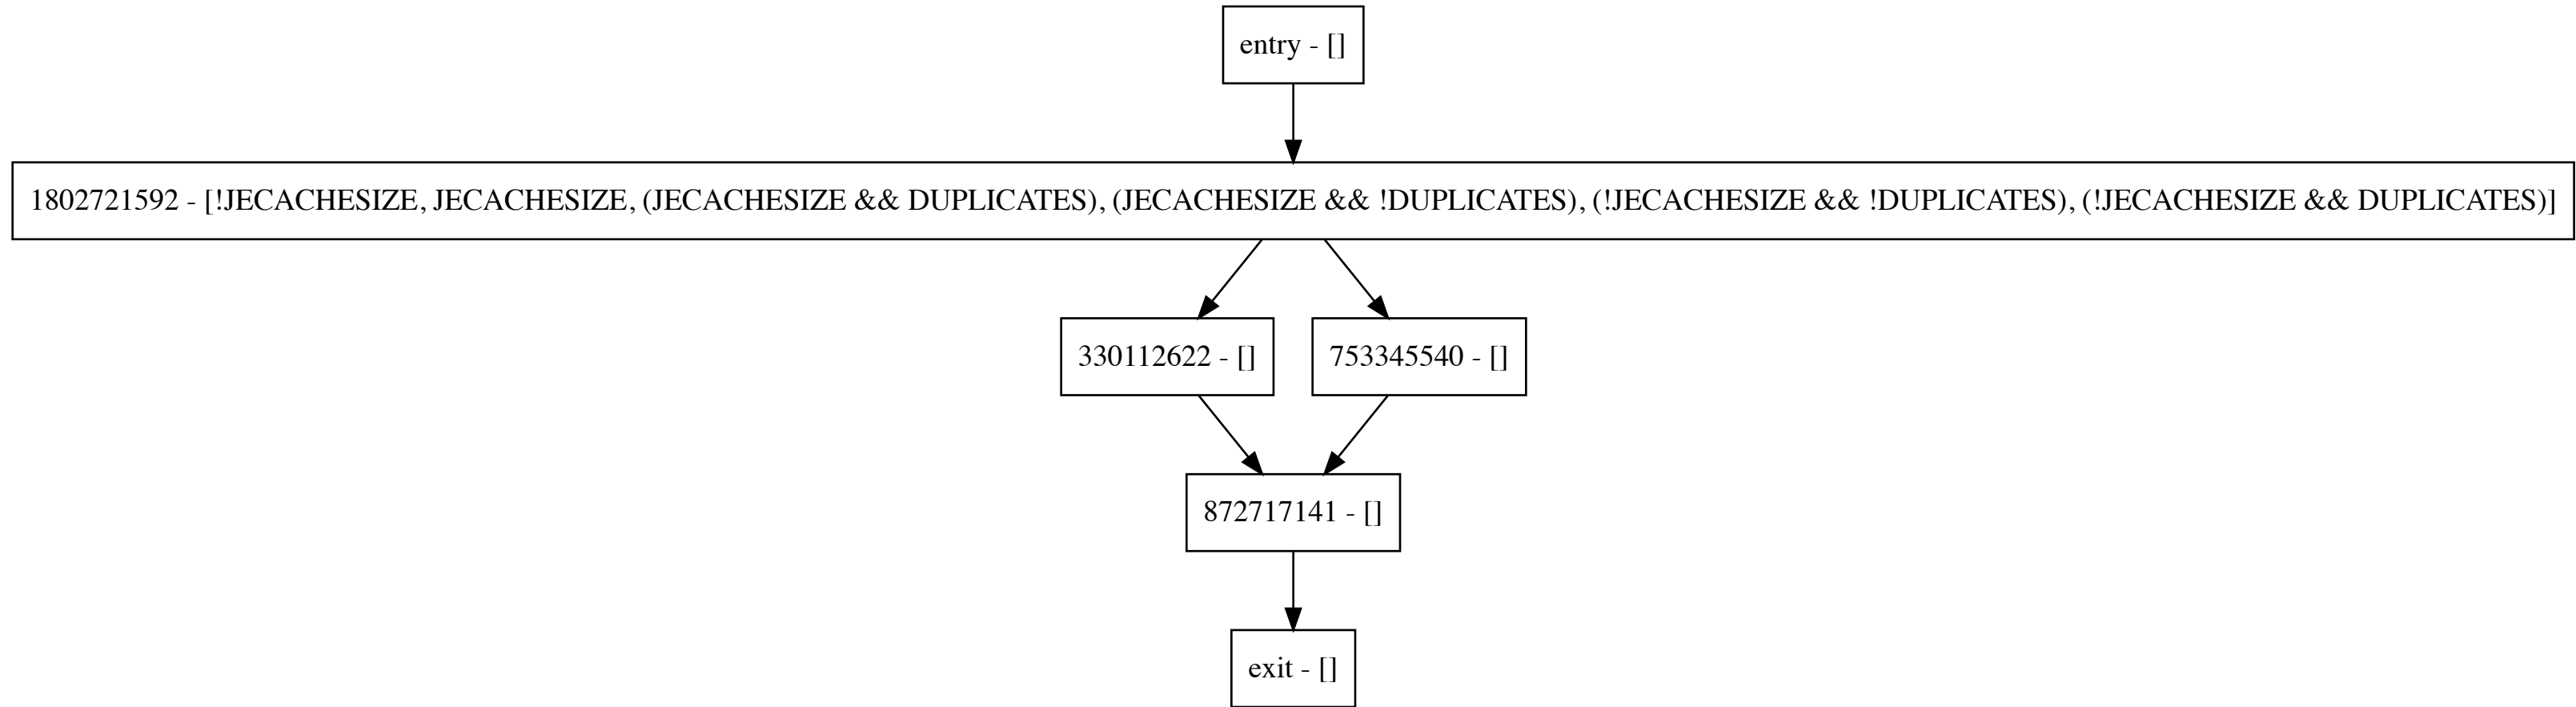 entry - []
1802721592 - [!JECACHESIZE, JECACHESIZE, (JECACHESIZE && DUPLICATES), (JECACHESIZE && !DUPLICATES), (!JECACHESIZE && !DUPLICATES), (!JECACHESIZE && DUPLICATES)]
330112622 - []
753345540 - []
872717141 - []
exit - []